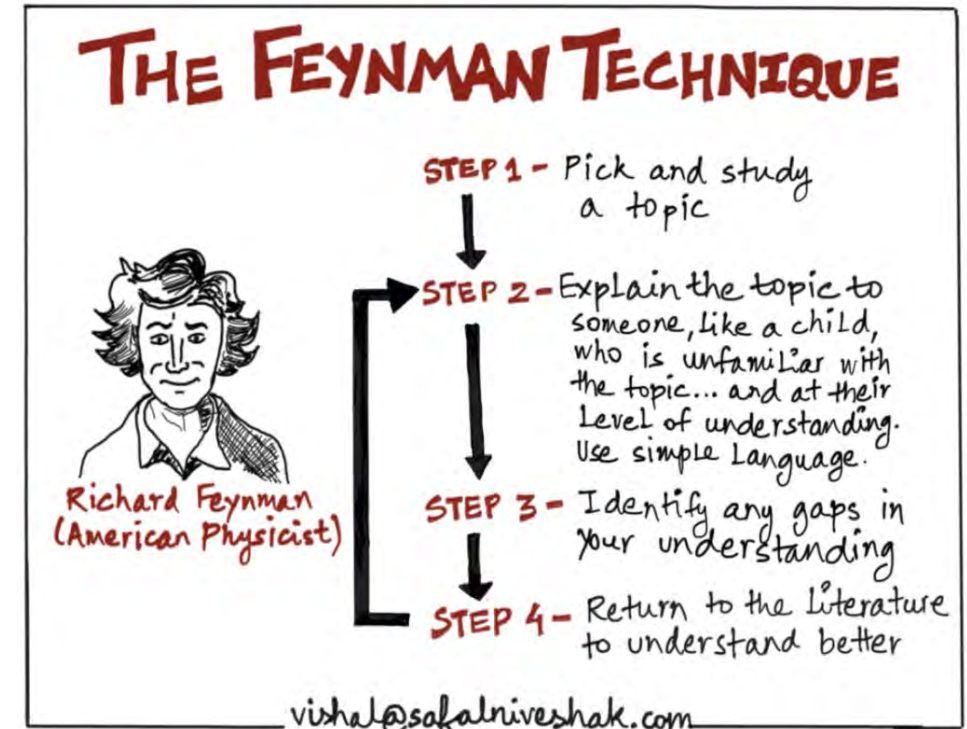 THE FEYNMAN TECHNIQUE
STEP 1 - Pick and study
a topic
STEP 2 - Explain the topic to
someone, like a child,
who is unfamiliar with
the topic... and at their
level of understanding.
Use simple language.
STEP 3 - Identify any gaps in
your understanding
STEP 4 - Return to the literature
to understand better
Richard Feynman
(American Physicist)
vishal@safalniveshak.com